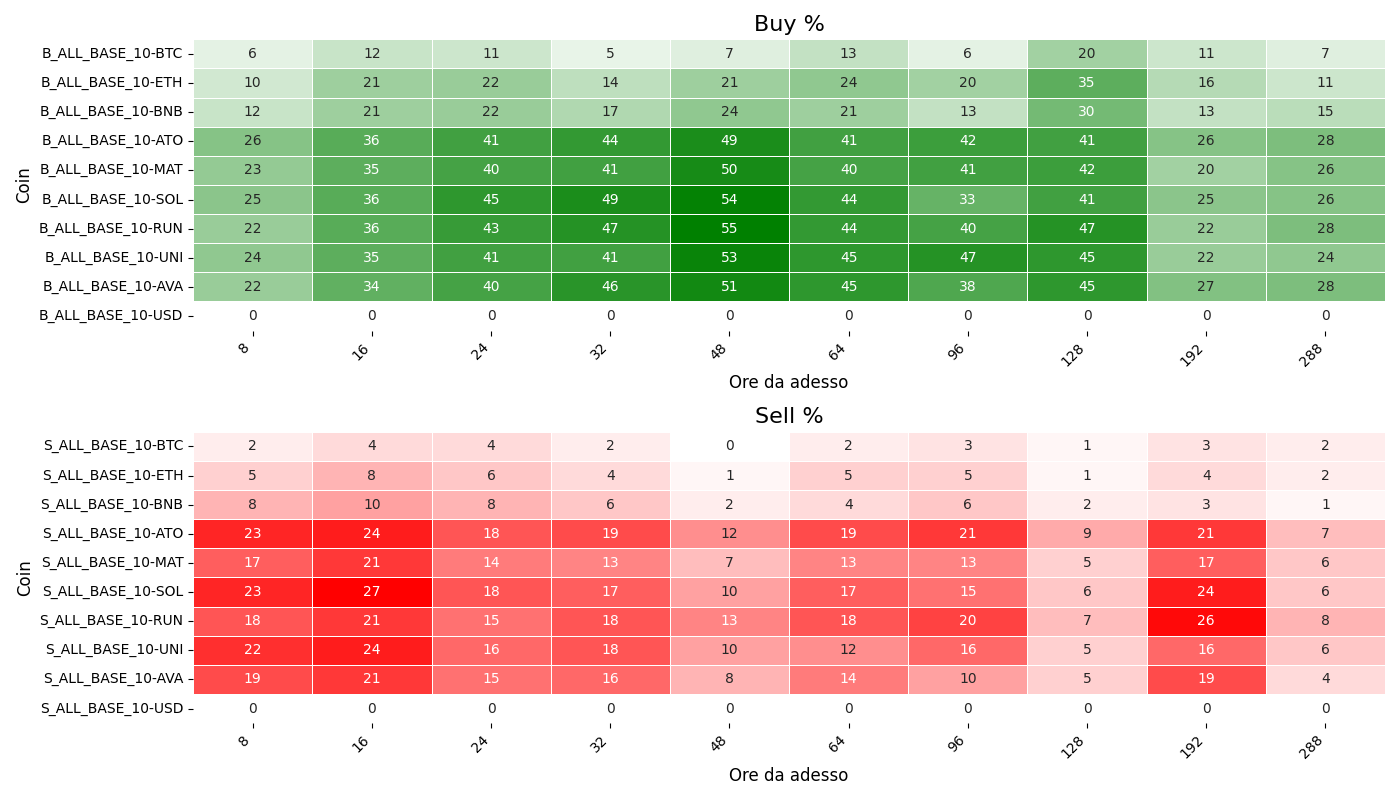 Buy %
Coin
B_ALL_BASE_10-BTC 6 12 11 5 7 13 6 20 11 7
B_ALL_BASE_10-ETH 10 21 22 14 21 24 20 35 16 11
B_ALL_BASE_10-BNB 12 21 22 17 24 21 13 30 13 15
B_ALL_BASE_10-ATO 26 36 41 44 49 41 42 41 26 28
B_ALL_BASE_10-MAT 23 35 40 41 50 40 41 42 20 26
B_ALL_BASE_10-SOL 25 36 45 49 54 44 33 41 25 26
B_ALL_BASE_10-RUN 22 36 43 47 55 44 40 47 22 28
B_ALL_BASE_10-UNI 24 35 41 41 53 45 47 45 22 24
B_ALL_BASE_10-AVA 22 34 40 46 51 45 38 45 27 28
B_ALL_BASE_10-USD 0 0 0 0 0 0 0 0 0 0
8 16 24 32 48 64 96 128 192 288
Ore da adesso
Sell %
Coin
S_ALL_BASE_10-BTC 2 4 4 2 0 2 3 1 3 2
S_ALL_BASE_10-ETH 5 8 6 4 1 5 5 1 4 2
S_ALL_BASE_10-BNB 8 10 8 6 2 4 6 2 3 1
S_ALL_BASE_10-ATO 23 24 18 19 12 19 21 9 21 7
S_ALL_BASE_10-MAT 17 21 14 13 7 13 13 5 17 6
S_ALL_BASE_10-SOL 23 27 18 17 10 17 15 6 24 6
S_ALL_BASE_10-RUN 18 21 15 18 13 18 20 7 26 8
S_ALL_BASE_10-UNI 22 24 16 18 10 12 16 5 16 6
S_ALL_BASE_10-AVA 19 21 15 16 8 14 10 5 19 4
S_ALL_BASE_10-USD 0 0 0 0 0 0 0 0 0 0
8 16 24 32 48 64 96 128 192 288
Ore da adesso